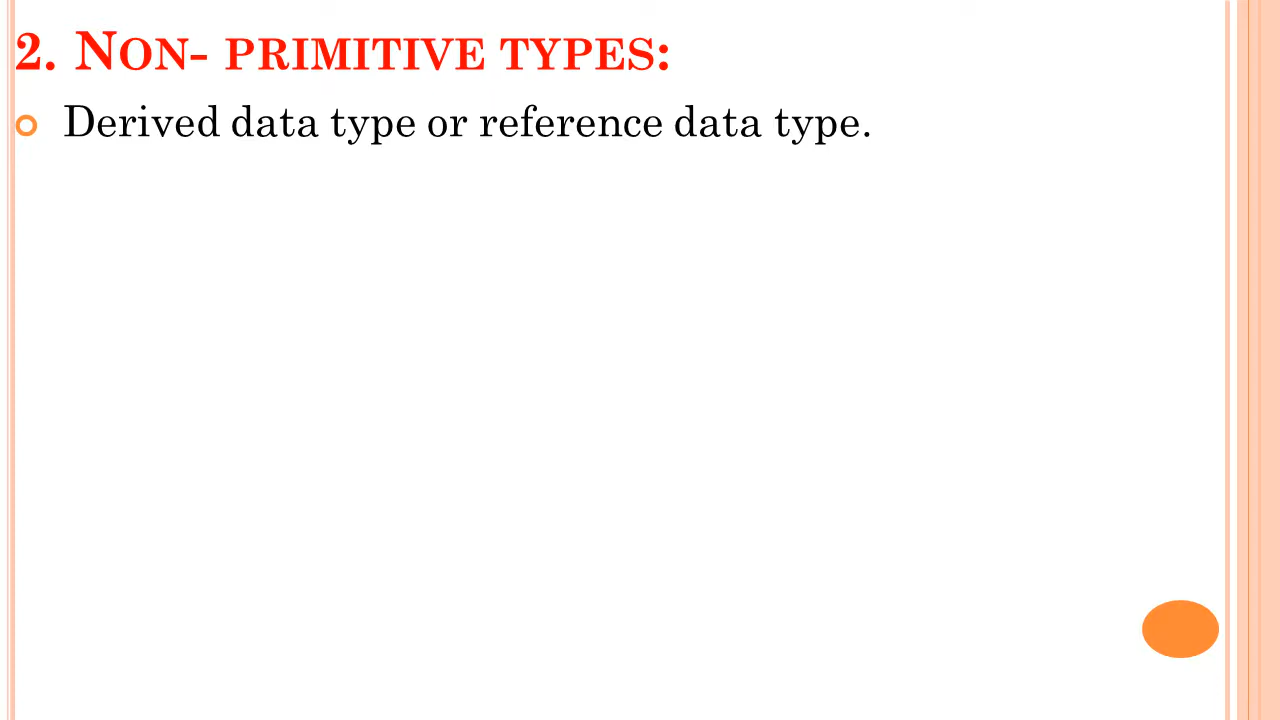 2. Non- primitive types:
Derived data type or reference data type.